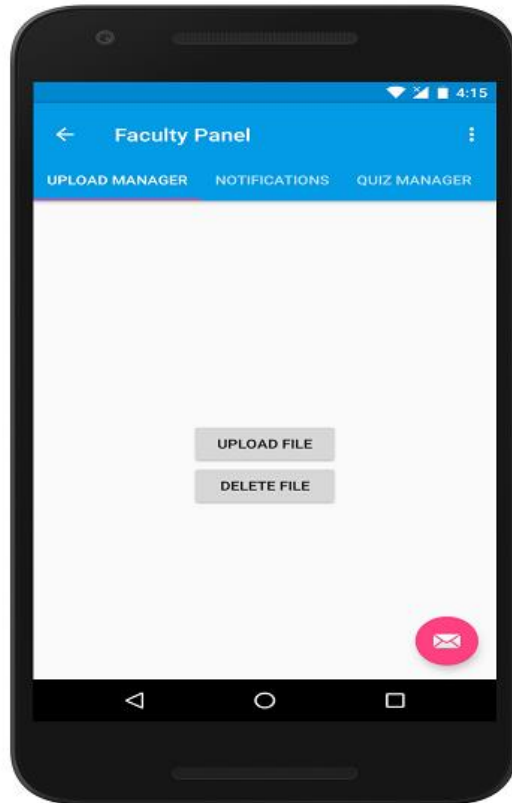 4:15
Faculty Panel
UPLOAD MANAGER NOTIFICATIONS QUIZ MANAGER
UPLOAD FILE
DELETE FILE